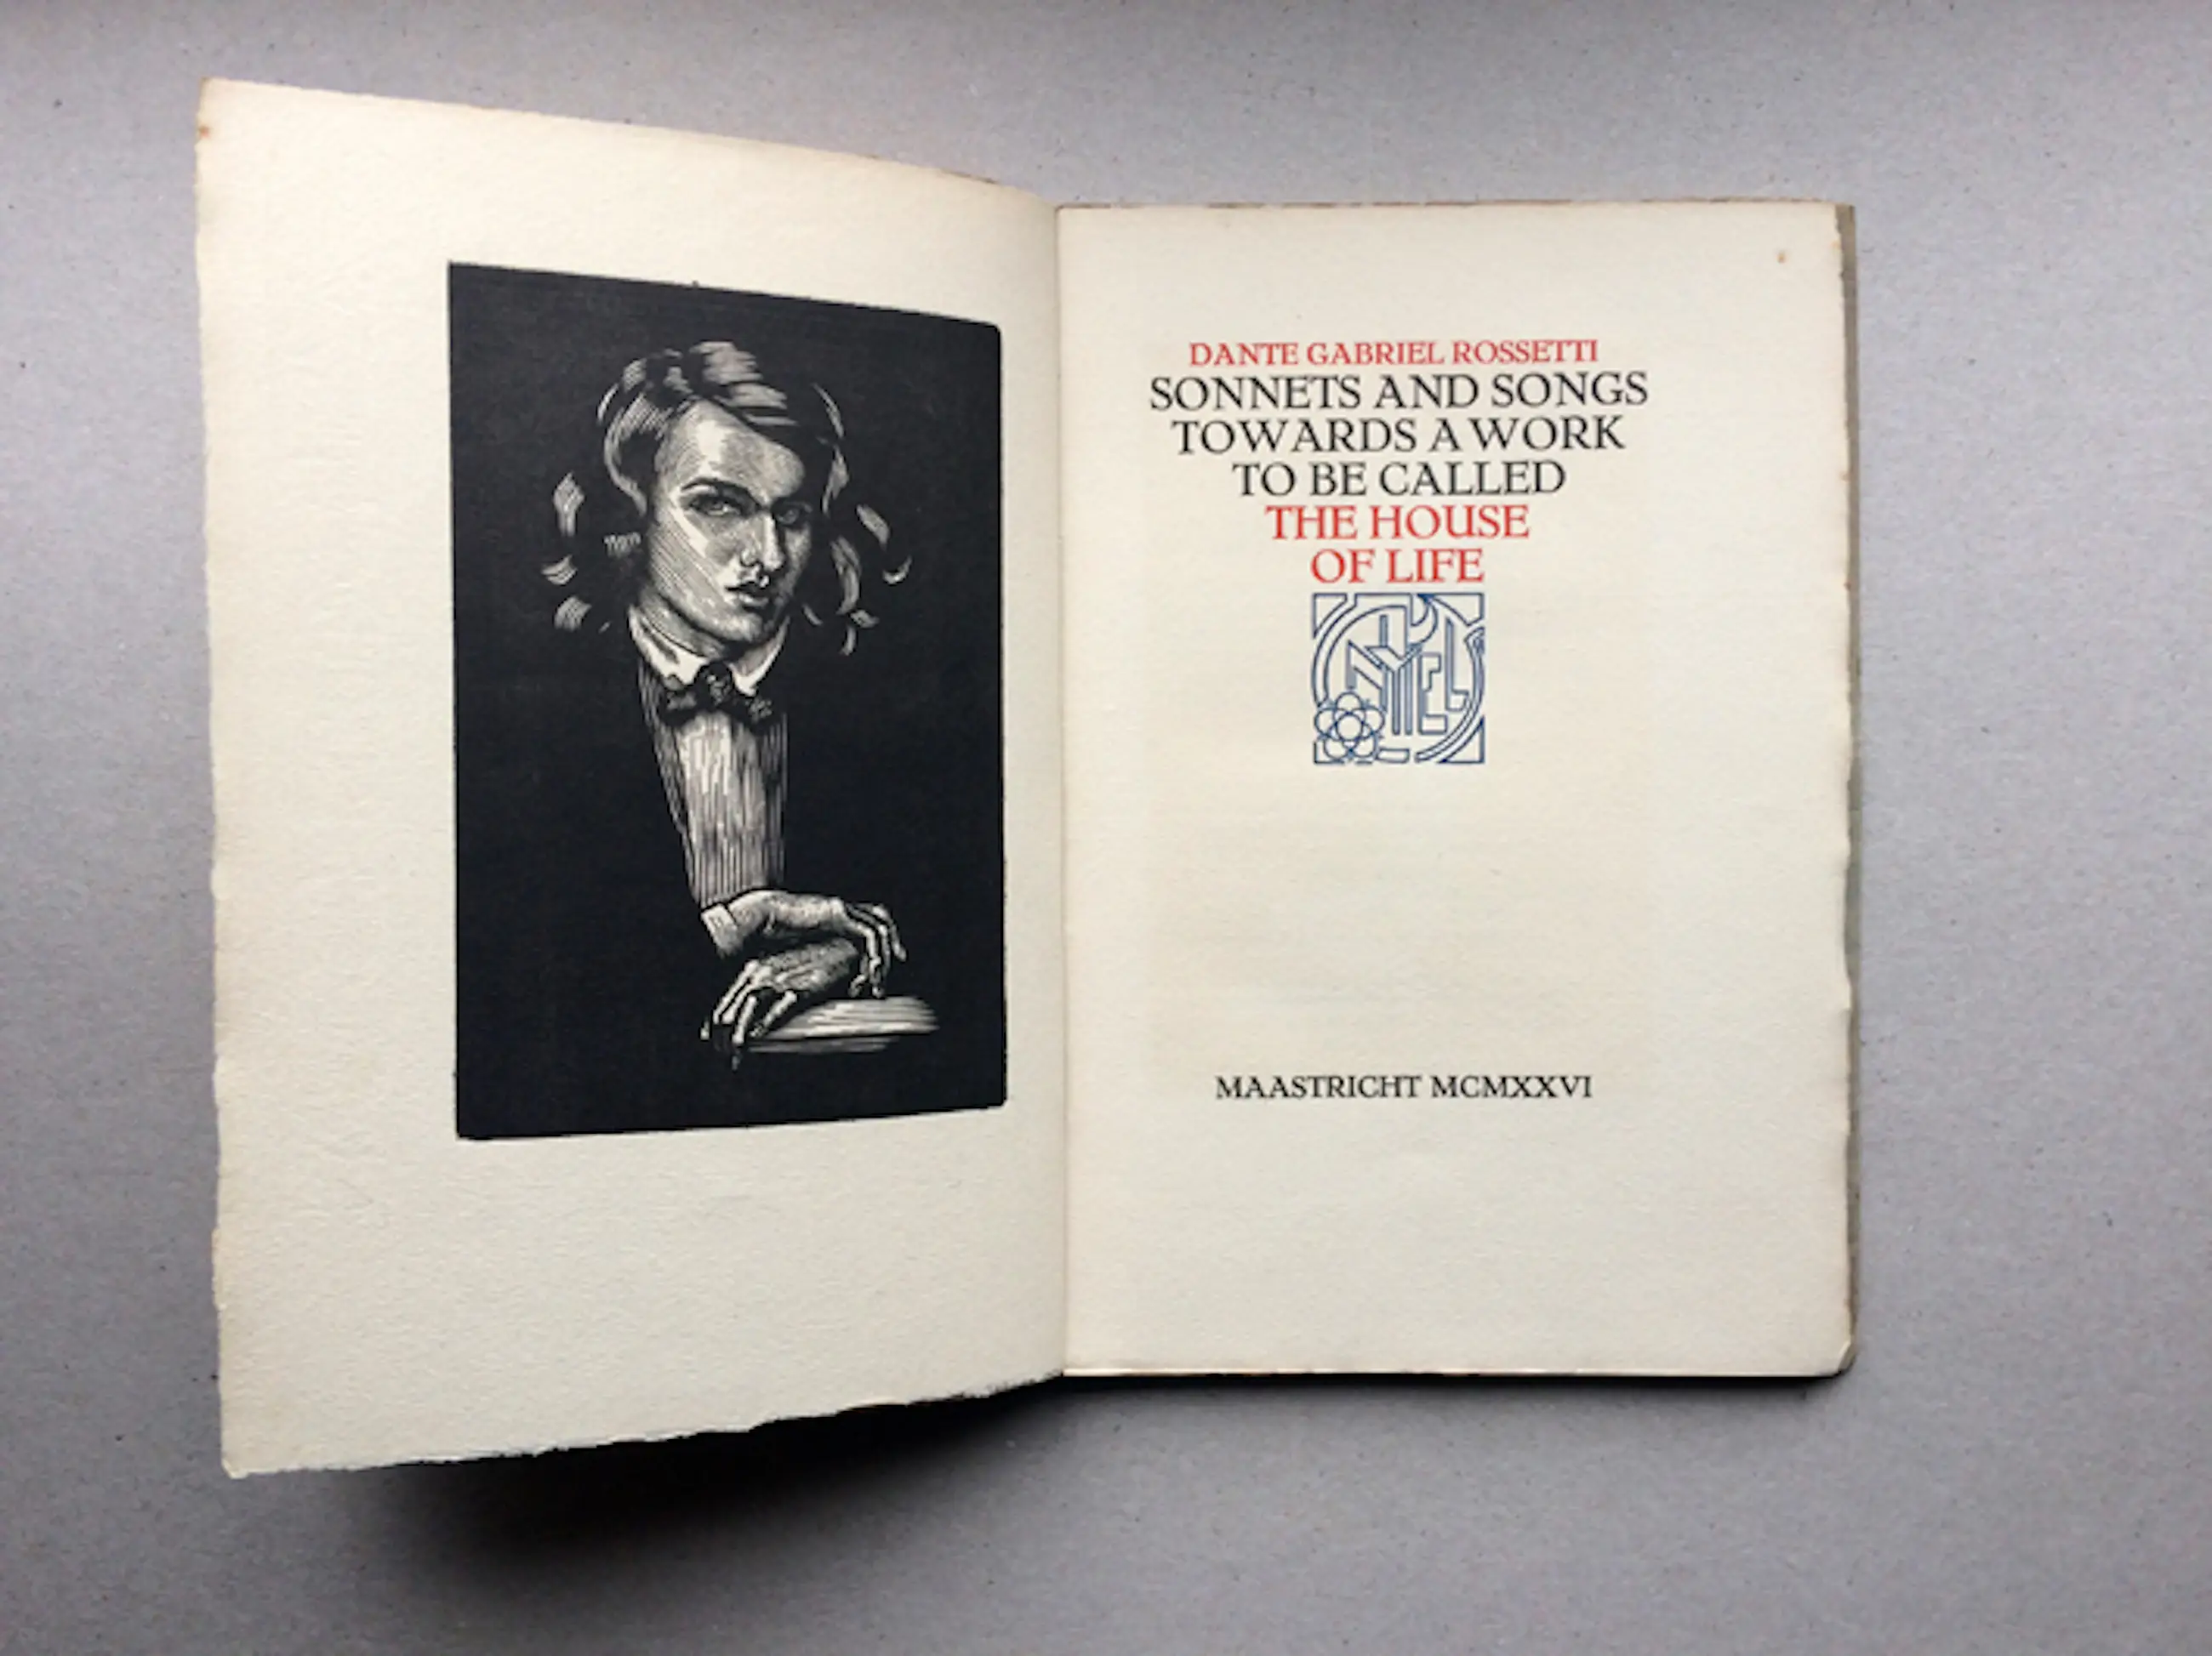 DANTE GABRIEL ROSSETTI
SONNETS AND SONGS
TOWARDS A WORK
TO BE CALLED
THE HOUSE
OF LIFE
MAASTRICHT MCMXXVI